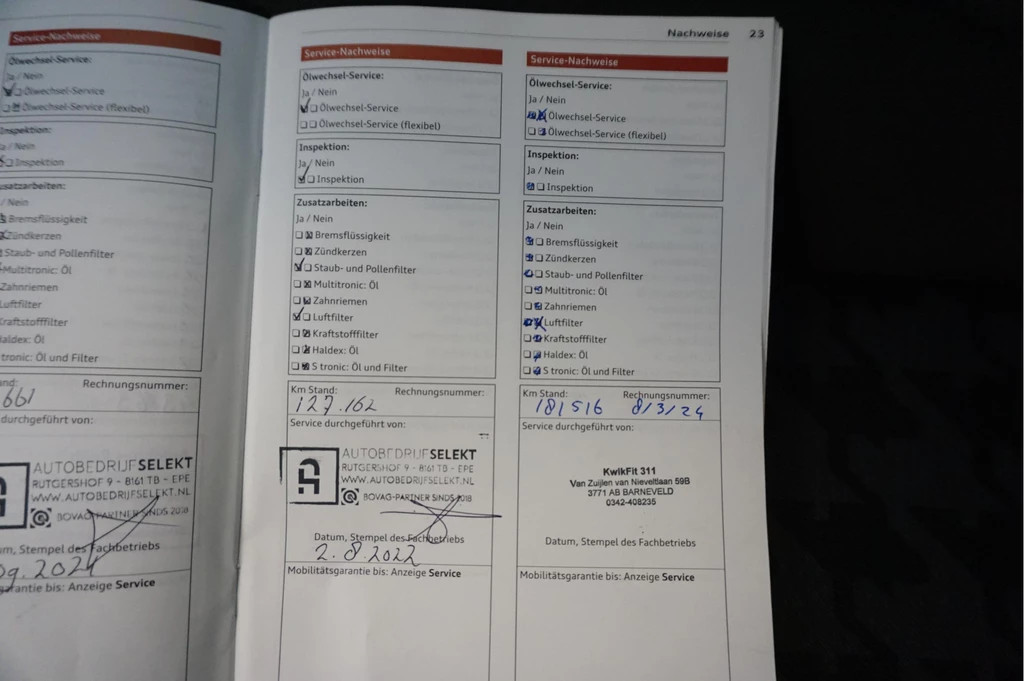 Service-Nachweise
Ölwechsel-Service:
Ja / Nein
Ölwechsel-Service
Ölwechsel-Service (flexibel)
Inspektion:
Ja / Nein
Inspektion
Zusatzarbeiten:
/ Nein
Bremsflüssigkeit
Zündkerzen
Staub- und Pollenfilter
Multitronic: Öl
Zahnriemen
Luftfilter
Kraftstofffilter
Haldex: Öl
tronic: Öl und Filter
Rechnungsnummer:
661
durchgeführt von:
AUTOBEDRIJFSELEKT
RUTGERSHOF 9 - 8161 TB - EPE
WWW.AUTOBEDRIJFSELEKT.NL
BOVAG-PARTNER SINDS 2018
Stempel des Fachbetriebs
garantie bis: Anzeige Service
Nachweise 23
Service-Nachweise
Ölwechsel-Service:
Ja / Nein
Ölwechsel-Service
Ölwechsel-Service (flexibel)
Inspektion:
Ja / Nein
Inspektion
Zusatzarbeiten:
Ja / Nein
Bremsflüssigkeit
Zündkerzen
Staub- und Pollenfilter
Multitronic: Öl
Zahnriemen
Luftfilter
Kraftstofffilter
Haldex: Öl
S tronic: Öl und Filter
Km Stand: Rechnungsnummer:
127.162
Service durchgeführt von:
AUTOBEDRIJFSELEKT
RUTGERSHOF 9 - 8161 TB - EPE
WWW.AUTOBEDRIJFSELEKT.NL
BOVAG-PARTNER SINDS 2018
Datum, Stempel des Fachbetriebs
2.8.2022
Mobilitätsgarantie bis: Anzeige Service
Service-Nachweise
Ölwechsel-Service:
Ja / Nein
Ölwechsel-Service
Ölwechsel-Service (flexibel)
Inspektion:
Ja / Nein
Inspektion
Zusatzarbeiten:
Ja / Nein
Bremsflüssigkeit
Zündkerzen
Staub- und Pollenfilter
Multitronic: Öl
Zahnriemen
Luftfilter
Kraftstofffilter
Haldex: Öl
S tronic: Öl und Filter
Km Stand: Rechnungsnummer:
181516 8/3/24
Service durchgeführt von:
KwikFit 311
Van Zuijlen van Nieveltlaan 59B
3771 AB BARNEVELD
0342-408235
Datum, Stempel des Fachbetriebs
Mobilitätsgarantie bis: Anzeige Service